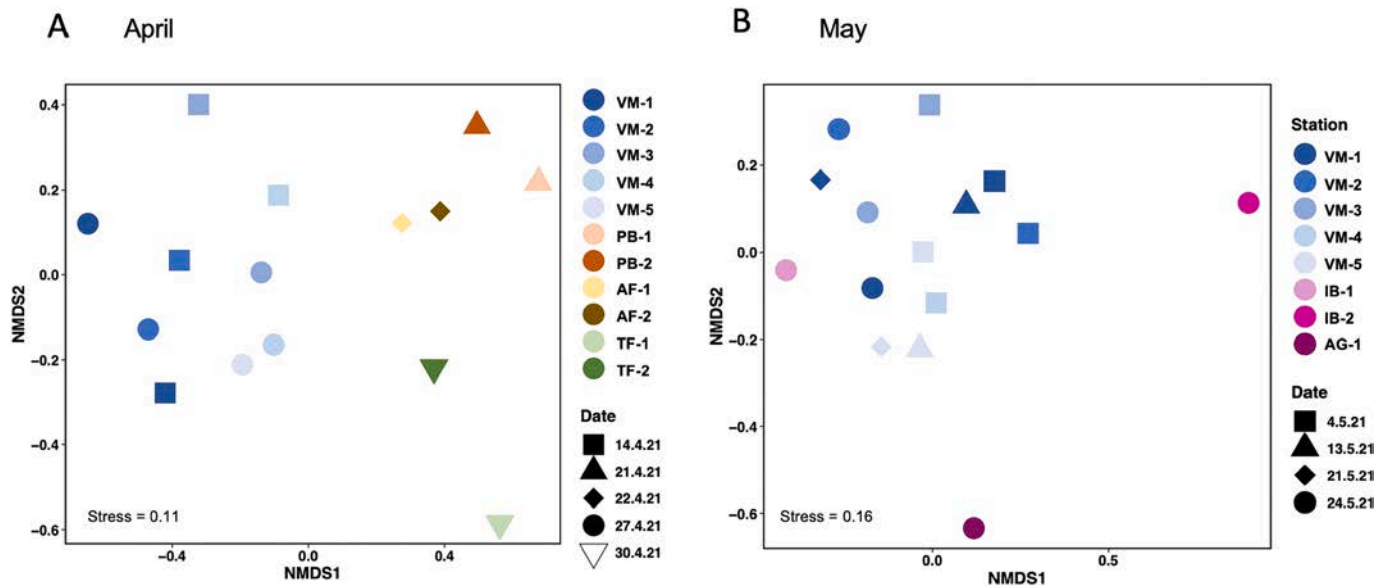 A April
0.4
0.2
0.0
−0.2
−0.4
−0.6
NMDS2
Stress = 0.11
−0.4 0.0 0.4
NMDS1
VM-1
VM-2
VM-3
VM-4
VM-5
PB-1
PB-2
AF-1
AF-2
TF-1
TF-2
Date
14.4.21
21.4.21
22.4.21
27.4.21
30.4.21
B May
0.2
0.0
−0.2
−0.4
−0.6
NMDS2
Stress = 0.16
0.0 0.5
NMDS1
Station
VM-1
VM-2
VM-3
VM-4
VM-5
IB-1
IB-2
AG-1
Date
4.5.21
13.5.21
21.5.21
24.5.21